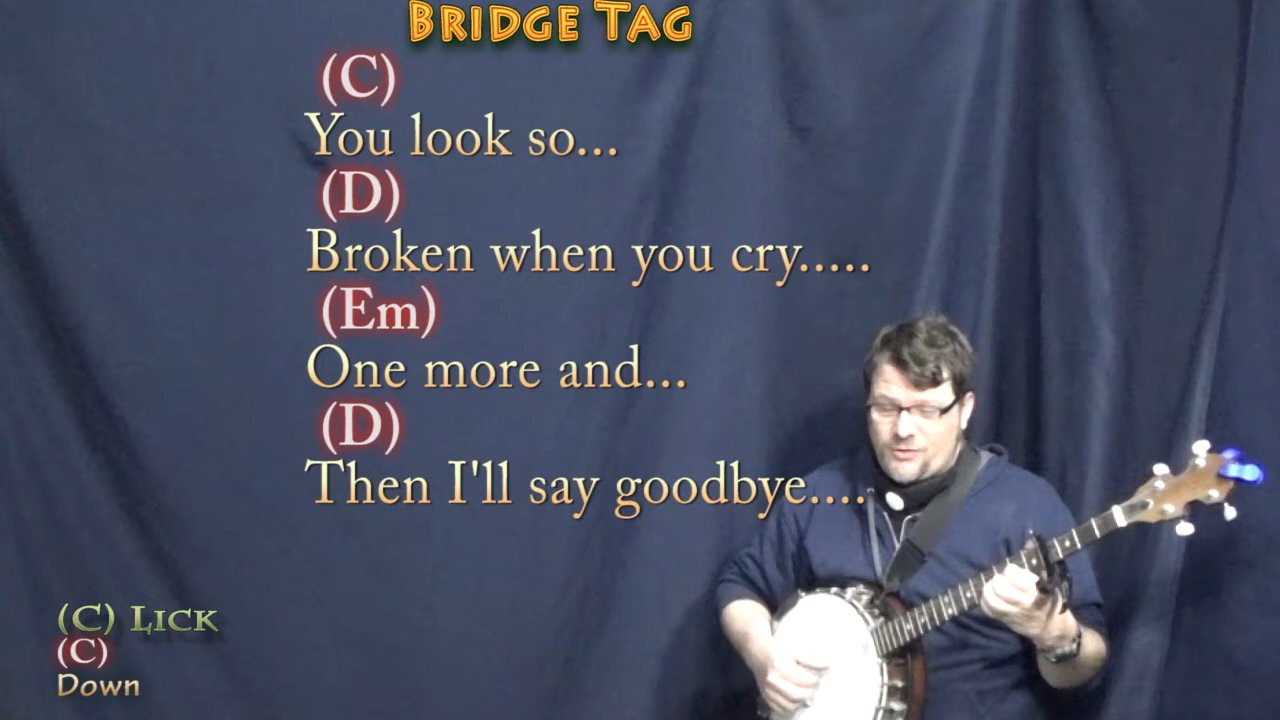 Bridge Tag
(C)
You look so...
(D)
Broken when you cry.....
(Em)
One more and...
(D)
Then I'll say goodbye....
(C) Lick
(C)
Down